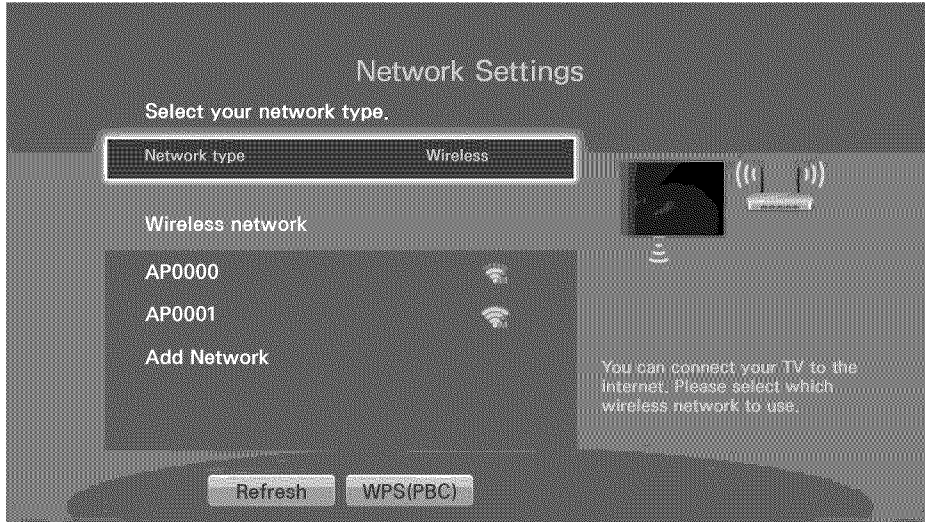 Network Settings
Select your network type.
Network type Wireless
Wireless network
AP0000
AP0001
Add Network
You can connect your TV to the
Internet. Please select which
wireless network to use.
Refresh WPS(PBC)